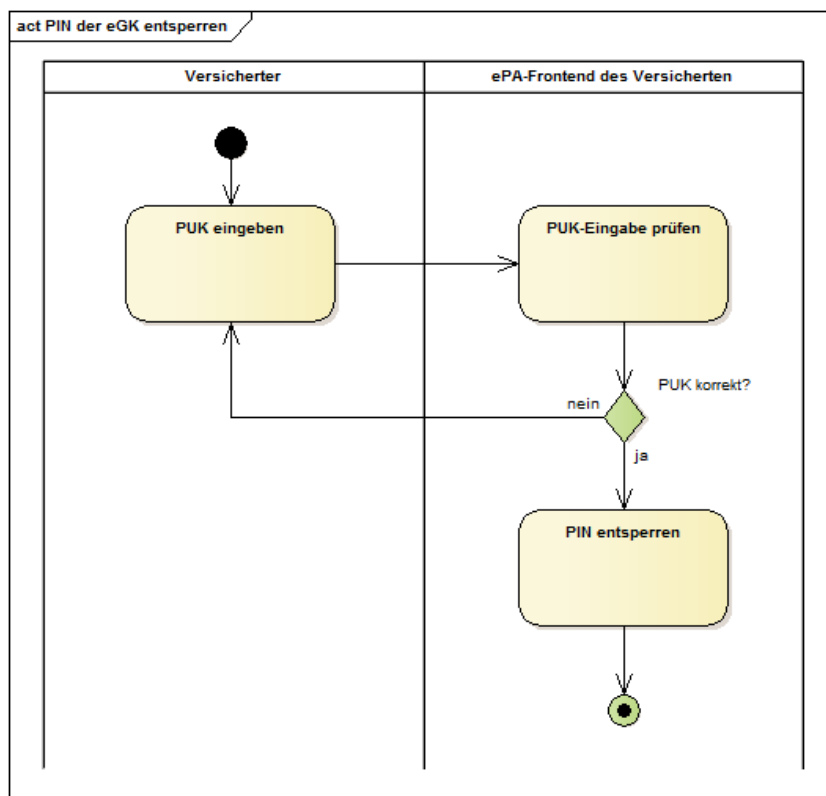 act PIN der eGK entsperren
Versicherter
ePA-Frontend des Versicherten
PUK eingeben
PUK-Eingabe prüfen
PUK korrekt?
nein
ja
PIN entsperren